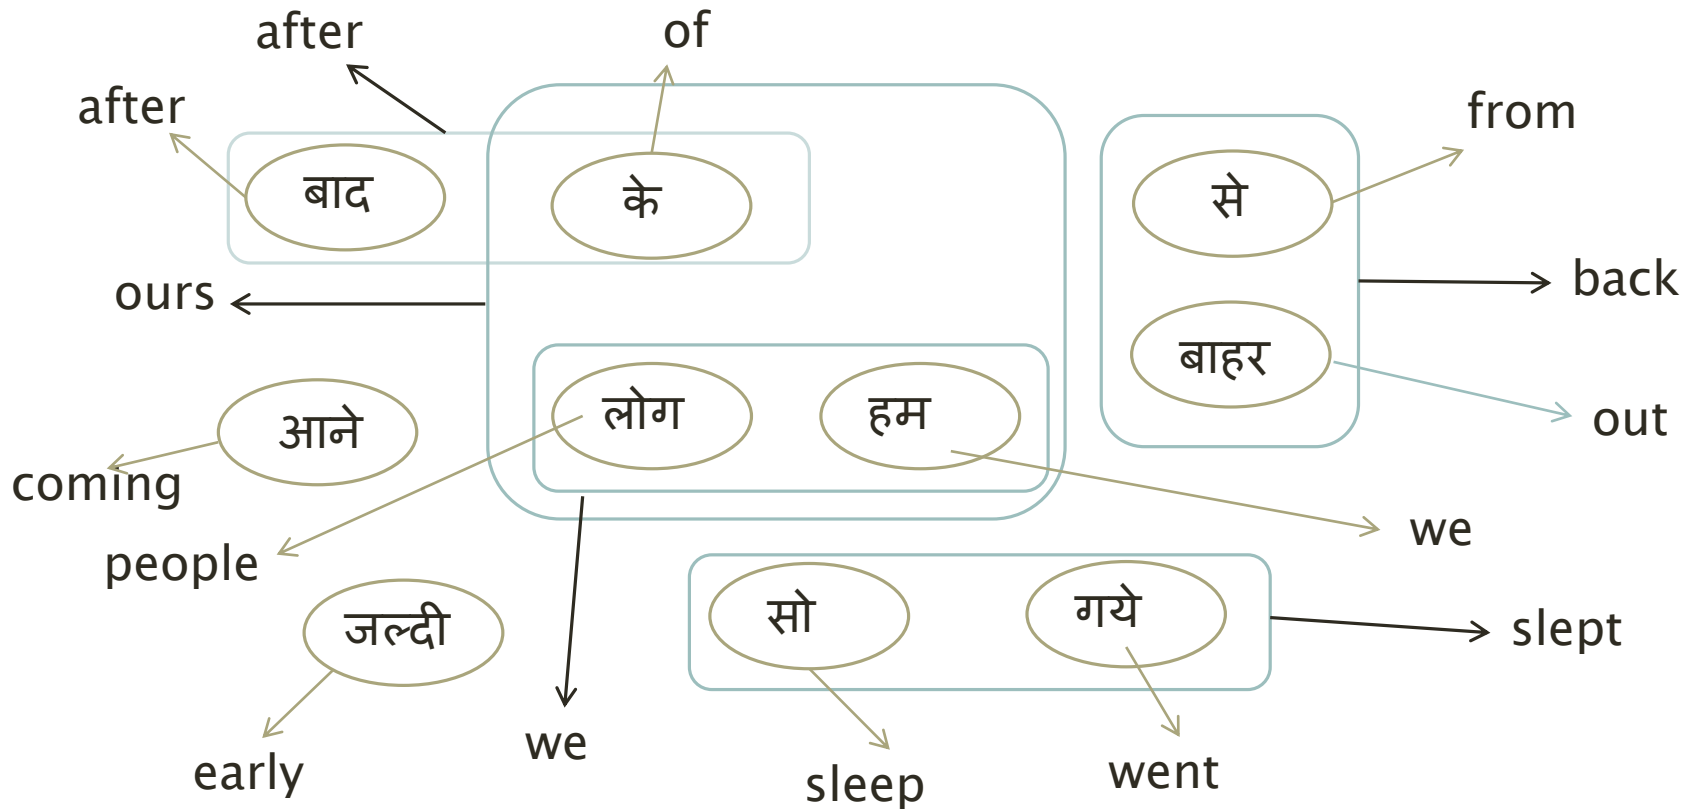 after
of
after
from
बाद
के
से
ours
back
बाहर
आने
लोग
हम
out
coming
people
we
जल्दी
सो
गये
slept
we
early
sleep
went